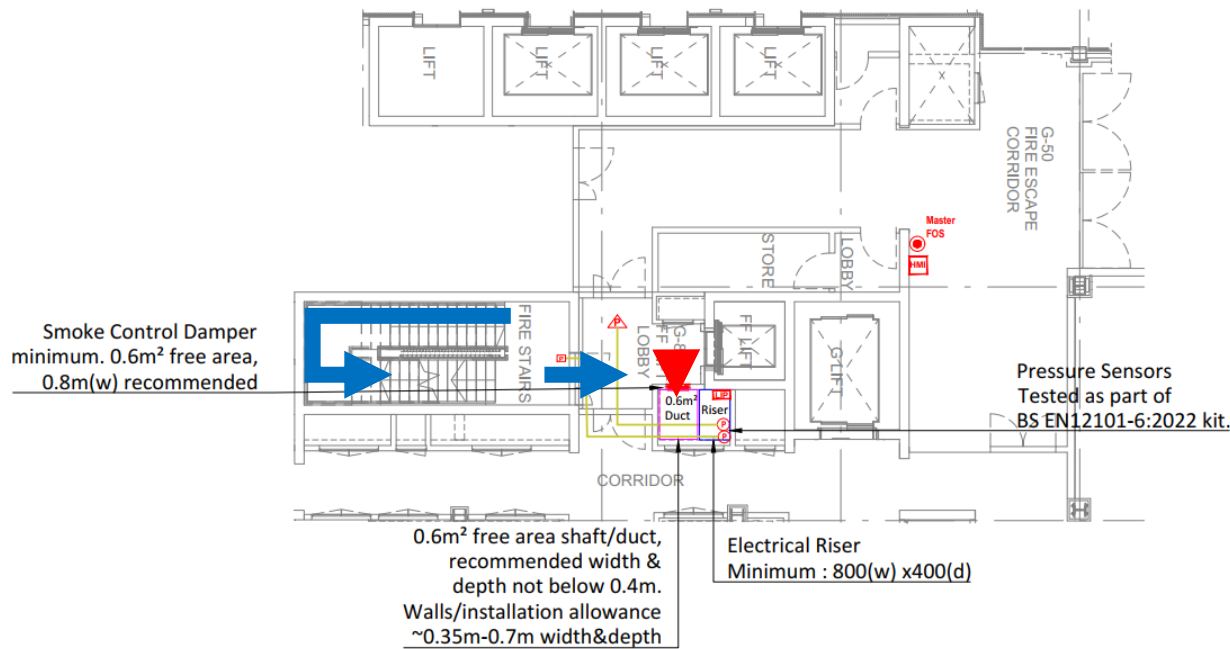 LIFT
LIFT
LIFT
LIFT
G-50
FIRE ESCAPE
CORRIDOR
Master
FOS
HMI
STORE
LOBBY
FIRE STAIRS
P
P
LOBBY
FF LIFT
G LIFT
Smoke Control Damper
minimum. 0.6m² free area,
0.8m(w) recommended
0.6m²
Duct
Riser
P
P
Pressure Sensors
Tested as part of
BS EN12101-6:2022 kit.
CORRIDOR
0.6m² free area shaft/duct,
recommended width &
depth not below 0.4m.
Walls/installation allowance
~0.35m-0.7m width&depth
Electrical Riser
Minimum : 800(w) x400(d)